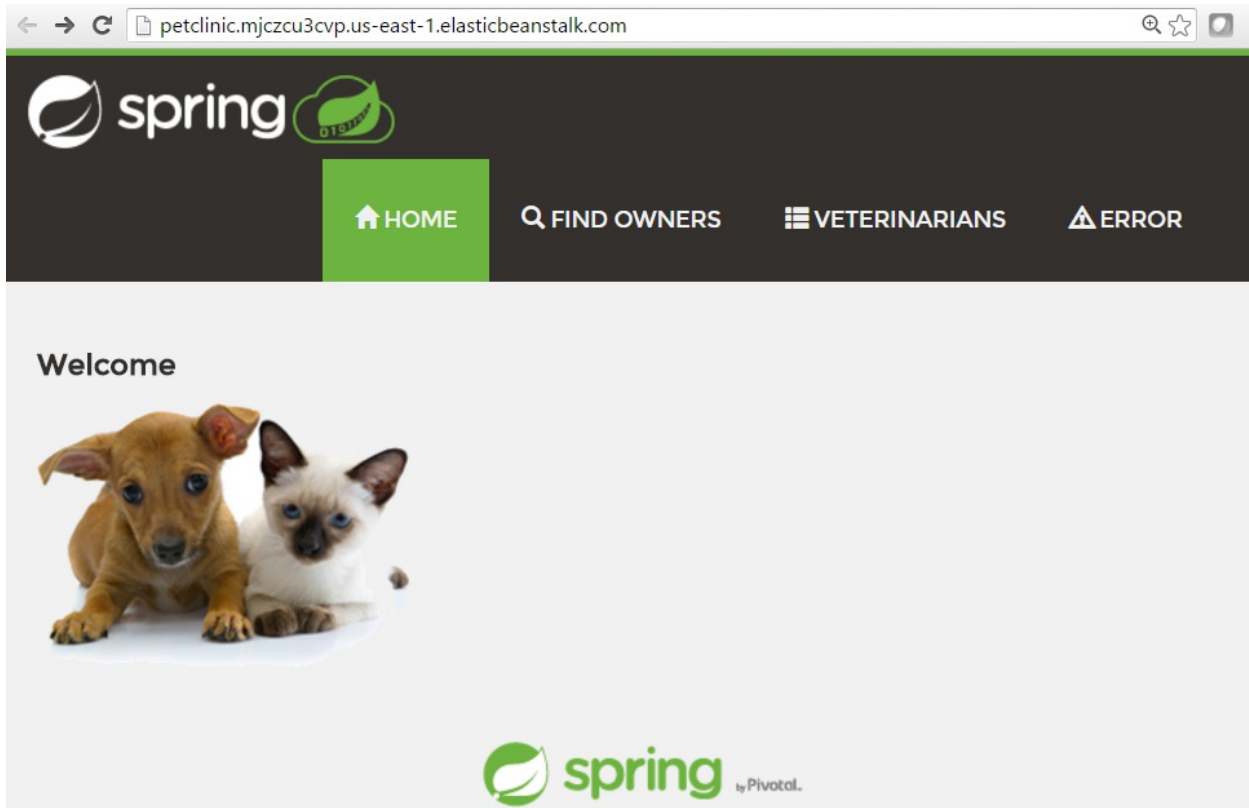 petclinic.mjczcu3cvp.us-east-1.elasticbeanstalk.com
spring
HOME FIND OWNERS VETERINARIANS ERROR
Welcome
spring by Pivotal.